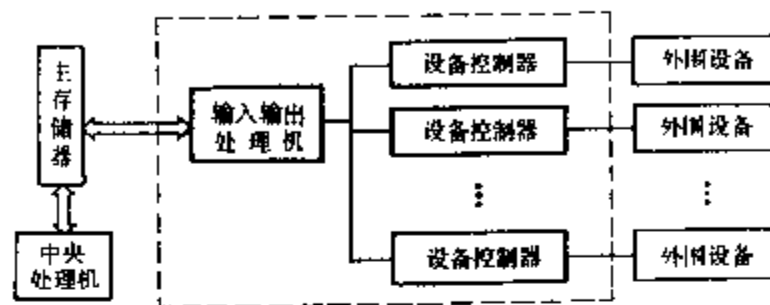 主
存
储
器
中央
处理机
输入输出
处理机
设备控制器
设备控制器
⋮
设备控制器
外围设备
外围设备
⋮
外围设备